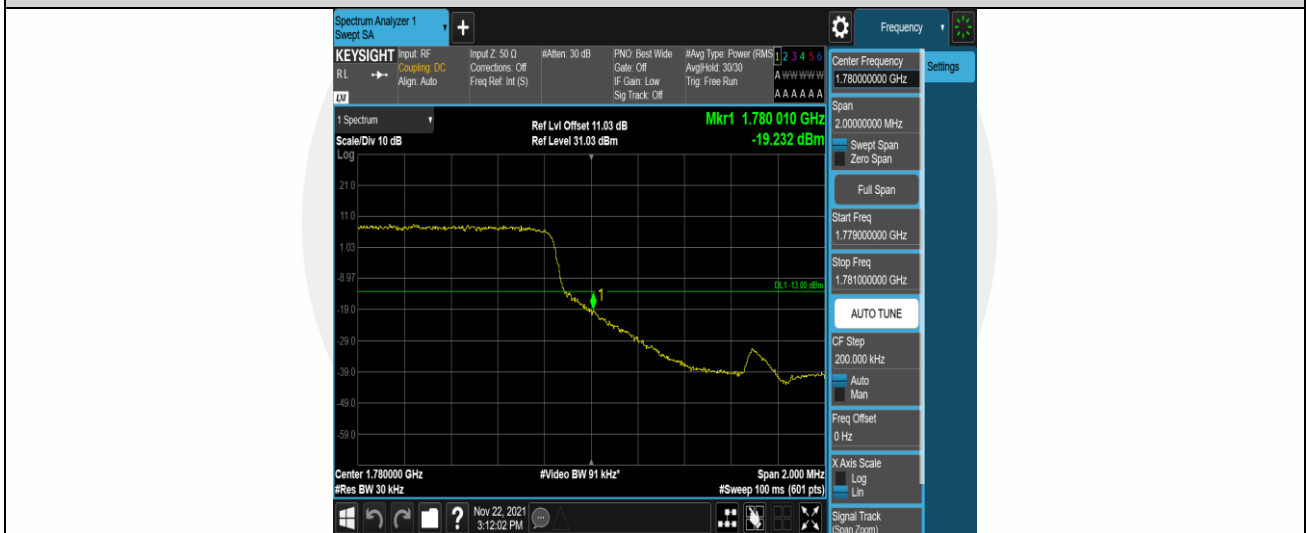 Spectrum Analyzer 1
Swept SA
+
Frequency
KEYSIGHT
RL
LXI
Input: RF
Coupling: DC
Align: Auto
Input Z: 50 Ω
Corrections: Off
Freq Ref: Int (S)
#Atten: 30 dB
PNO: Best Wide
Gate: Off
IF Gain: Low
Sig Track: Off
#Avg Type: Power (RMS
Avg|Hold: 30/30
Trig: Free Run
1 2 3 4 5 6
A W W W W W
A A A A A A
Center Frequency
1.780000000 GHz
Settings
Span
2.00000000 MHz
Swept Span
Zero Span
Full Span
Start Freq
1.779000000 GHz
Stop Freq
1.781000000 GHz
AUTO TUNE
CF Step
200.000 kHz
Auto
Man
Freq Offset
0 Hz
X Axis Scale
Log
Lin
Signal Track
(Span Zoom)
1 Spectrum
Scale/Div 10 dB
Log
Ref Lvl Offset 11.03 dB
Ref Level 31.03 dBm
Mkr1 1.780 010 GHz
-19.232 dBm
21.0
11.0
1.03
-8.97
-19.0
-29.0
-39.0
-49.0
-59.0
DL1 -13.00 dBm
1
Center 1.780000 GHz
#Res BW 30 kHz
#Video BW 91 kHz*
Span 2.000 MHz
#Sweep 100 ms (601 pts)
?
Nov 22, 2021
3:12:02 PM